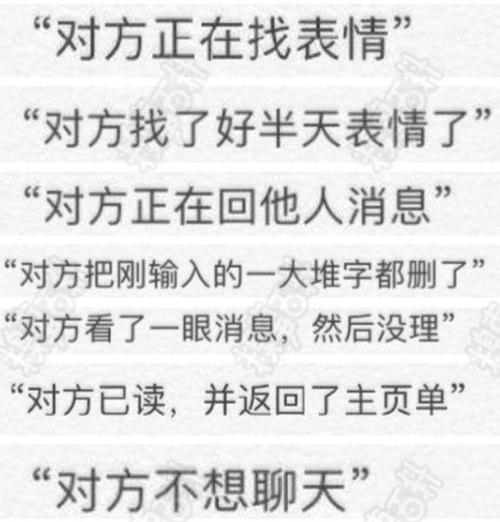 “对方正在找表情”
“对方找了好半天表情了”
“对方正在回他人消息”
“对方把刚输入的一大堆字都删了”
“对方看了一眼消息，然后没理”
“对方已读，并返回了主页单”
“对方不想聊天”